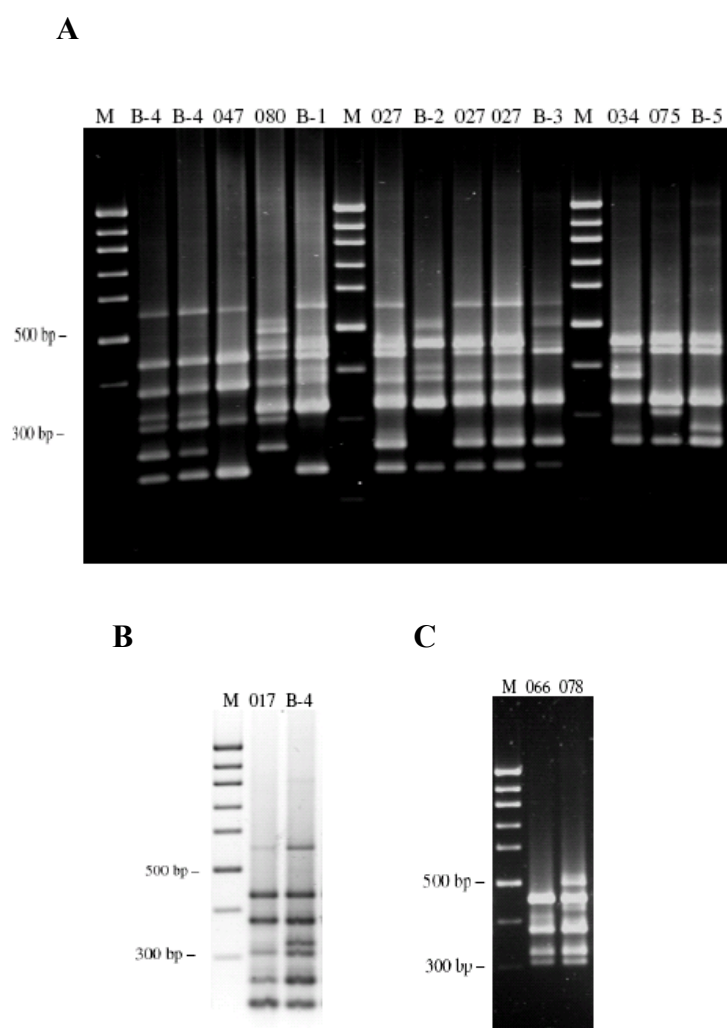 A
M B-4 B-4 047 080 B-1 M 027 B-2 027 027 B-3 M 034 075 B-5
500 bp –
300 bp –
B
M 017 B-4
500 bp –
300 bp –
C
M 066 078
500 bp –
300 bp –